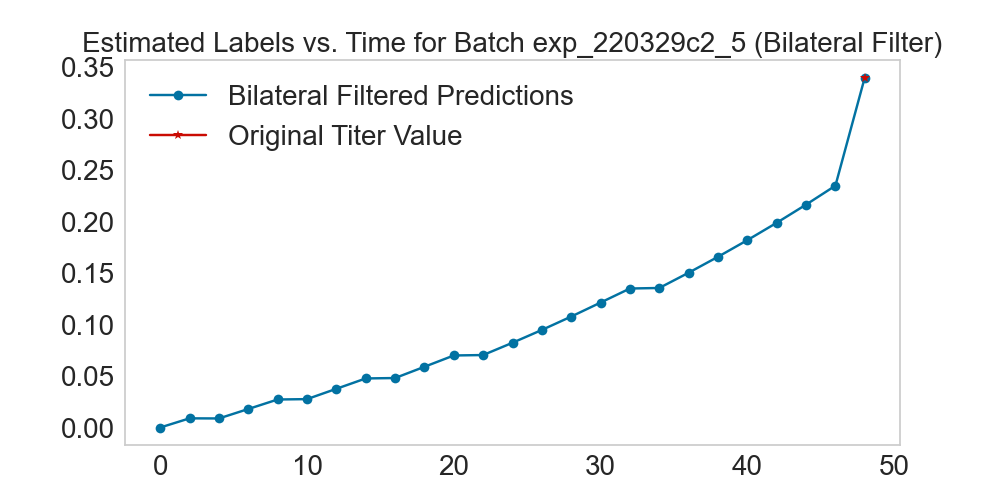 Estimated Labels vs. Time for Batch exp_220329c2_5 (Bilateral Filter)
0.35
Bilateral Filtered Predictions
0.30
Original Titer Value
0.25
0.20
0.15
0.10
0.05
0.00
0 10 20 30 40 50